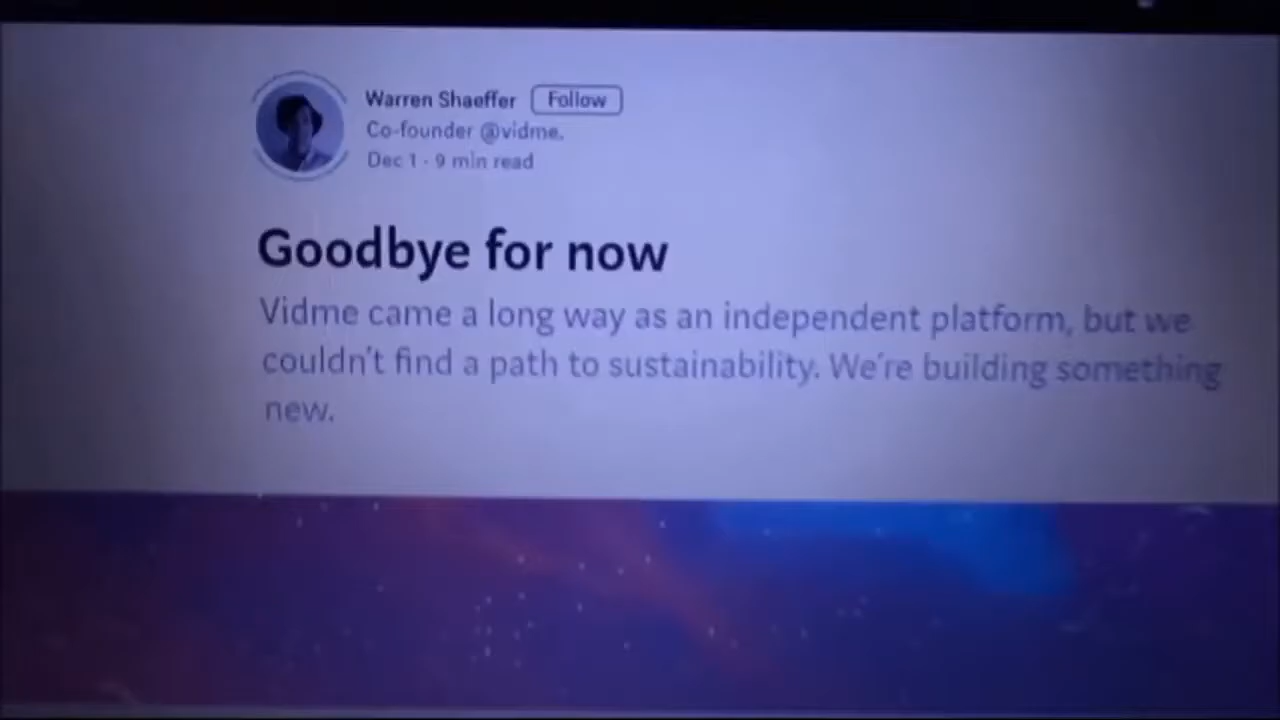 Warren Shaeffer Follow
Co-founder @vidme.
Dec 1 · 9 min read
Goodbye for now
Vidme came a long way as an independent platform, but we
couldn't find a path to sustainability. We're building something
new.